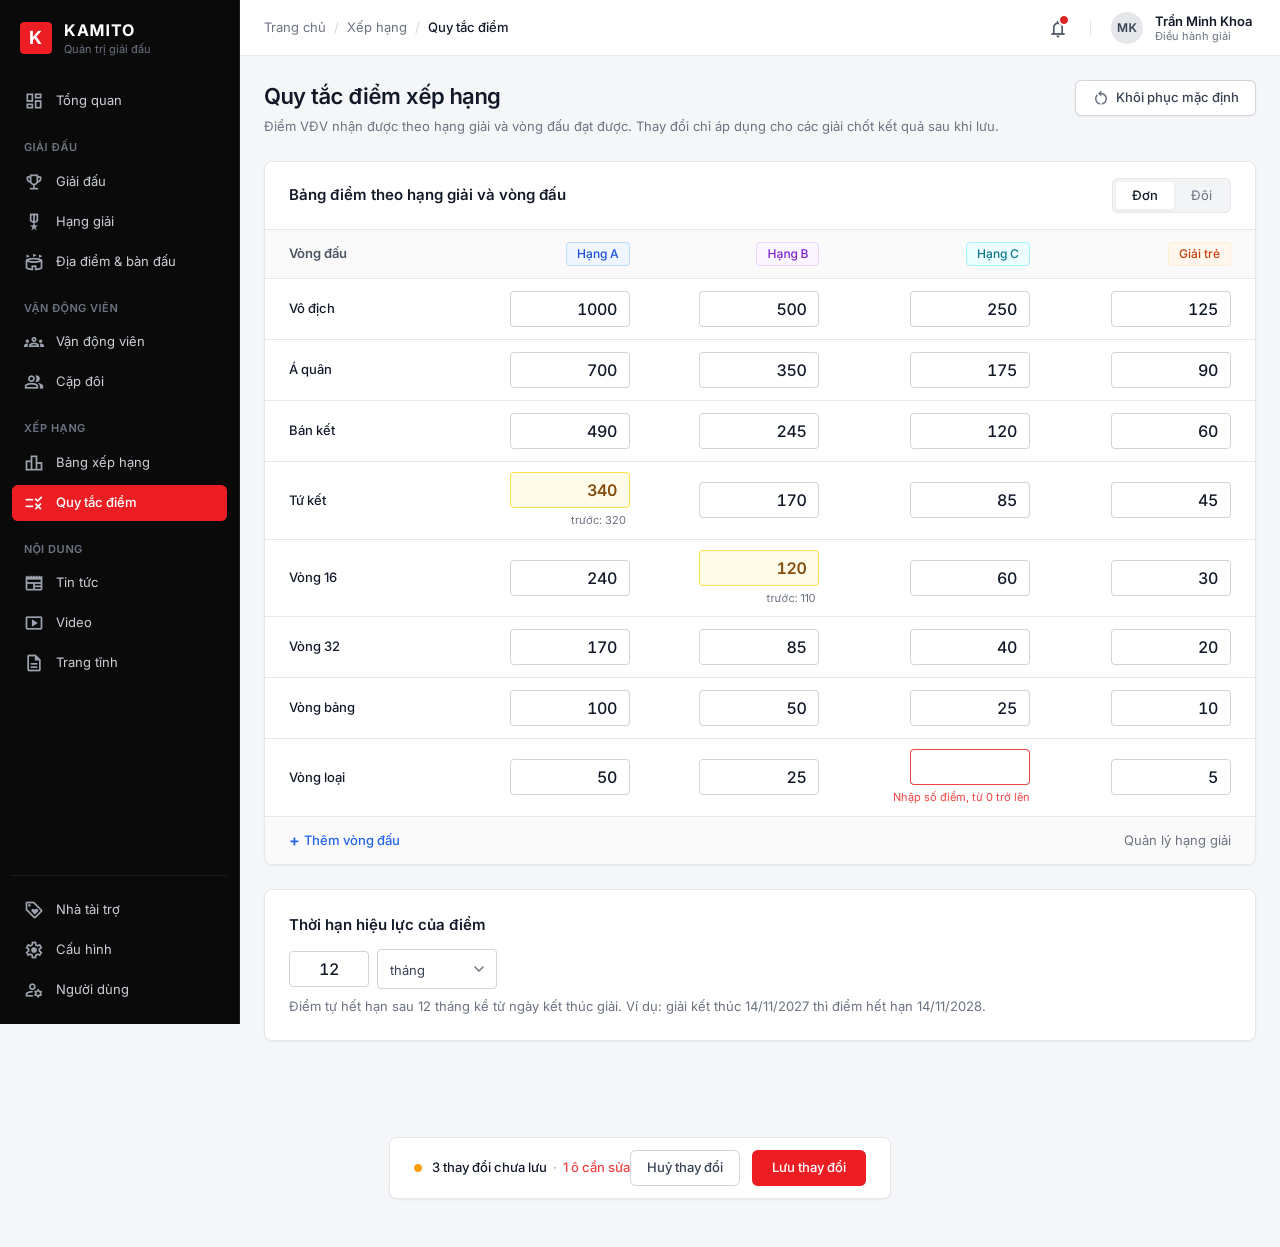 K
KAMITO
Quản trị giải đấu
Tổng quan
GIẢI ĐẤU
Giải đấu
Hạng giải
Địa điểm & bàn đấu
VẬN ĐỘNG VIÊN
Vận động viên
Cặp đôi
XẾP HẠNG
Bảng xếp hạng
Quy tắc điểm
NỘI DUNG
Tin tức
Video
Trang tĩnh
Nhà tài trợ
Cấu hình
Người dùng
Trang chủ / Xếp hạng / Quy tắc điểm
MK
Trần Minh Khoa
Điều hành giải
Quy tắc điểm xếp hạng
Điểm VĐV nhận được theo hạng giải và vòng đấu đạt được. Thay đổi chỉ áp dụng cho các giải chốt kết quả sau khi lưu.
Khôi phục mặc định
Bảng điểm theo hạng giải và vòng đấu
Đơn Đôi
Vòng đấu Hạng A Hạng B Hạng C Giải trẻ
Vô địch 1000 500 250 125
Á quân 700 350 175 90
Bán kết 490 245 120 60
Tứ kết 340 170 85 45
trước: 320
Vòng 16 240 120 60 30
trước: 110
Vòng 32 170 85 40 20
Vòng bảng 100 50 25 10
Vòng loại 50 25 5
Nhập số điểm, từ 0 trở lên
+ Thêm vòng đấu
Quản lý hạng giải
Thời hạn hiệu lực của điểm
12 tháng
Điểm tự hết hạn sau 12 tháng kể từ ngày kết thúc giải. Ví dụ: giải kết thúc 14/11/2027 thì điểm hết hạn 14/11/2028.
3 thay đổi chưa lưu · 1 ô cần sửa
Huỷ thay đổi
Lưu thay đổi